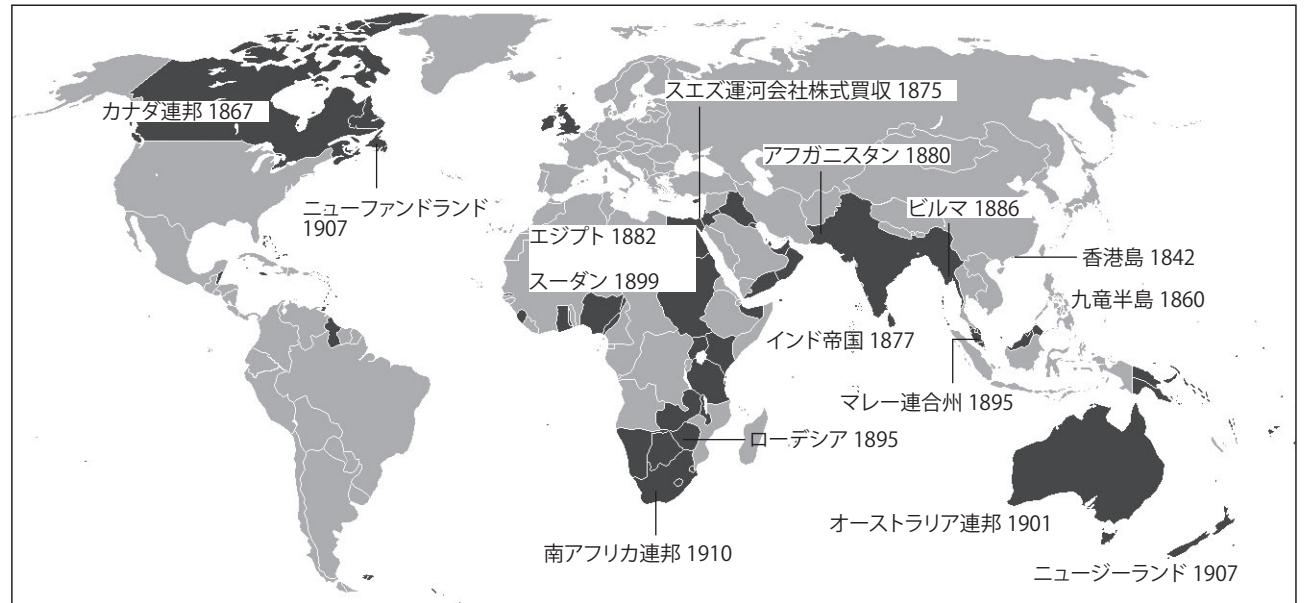 スエズ運河会社株式買収 1875
カナダ連邦 1867
アフガニスタン 1880
ニューファンドランド
1907
ビルマ 1886
エジプト 1882
香港島 1842
スーダン 1899
九竜半島 1860
インド帝国 1877
マレー連合州 1895
ローデシア 1895
オーストラリア連邦 1901
南アフリカ連邦 1910
ニュージーランド 1907